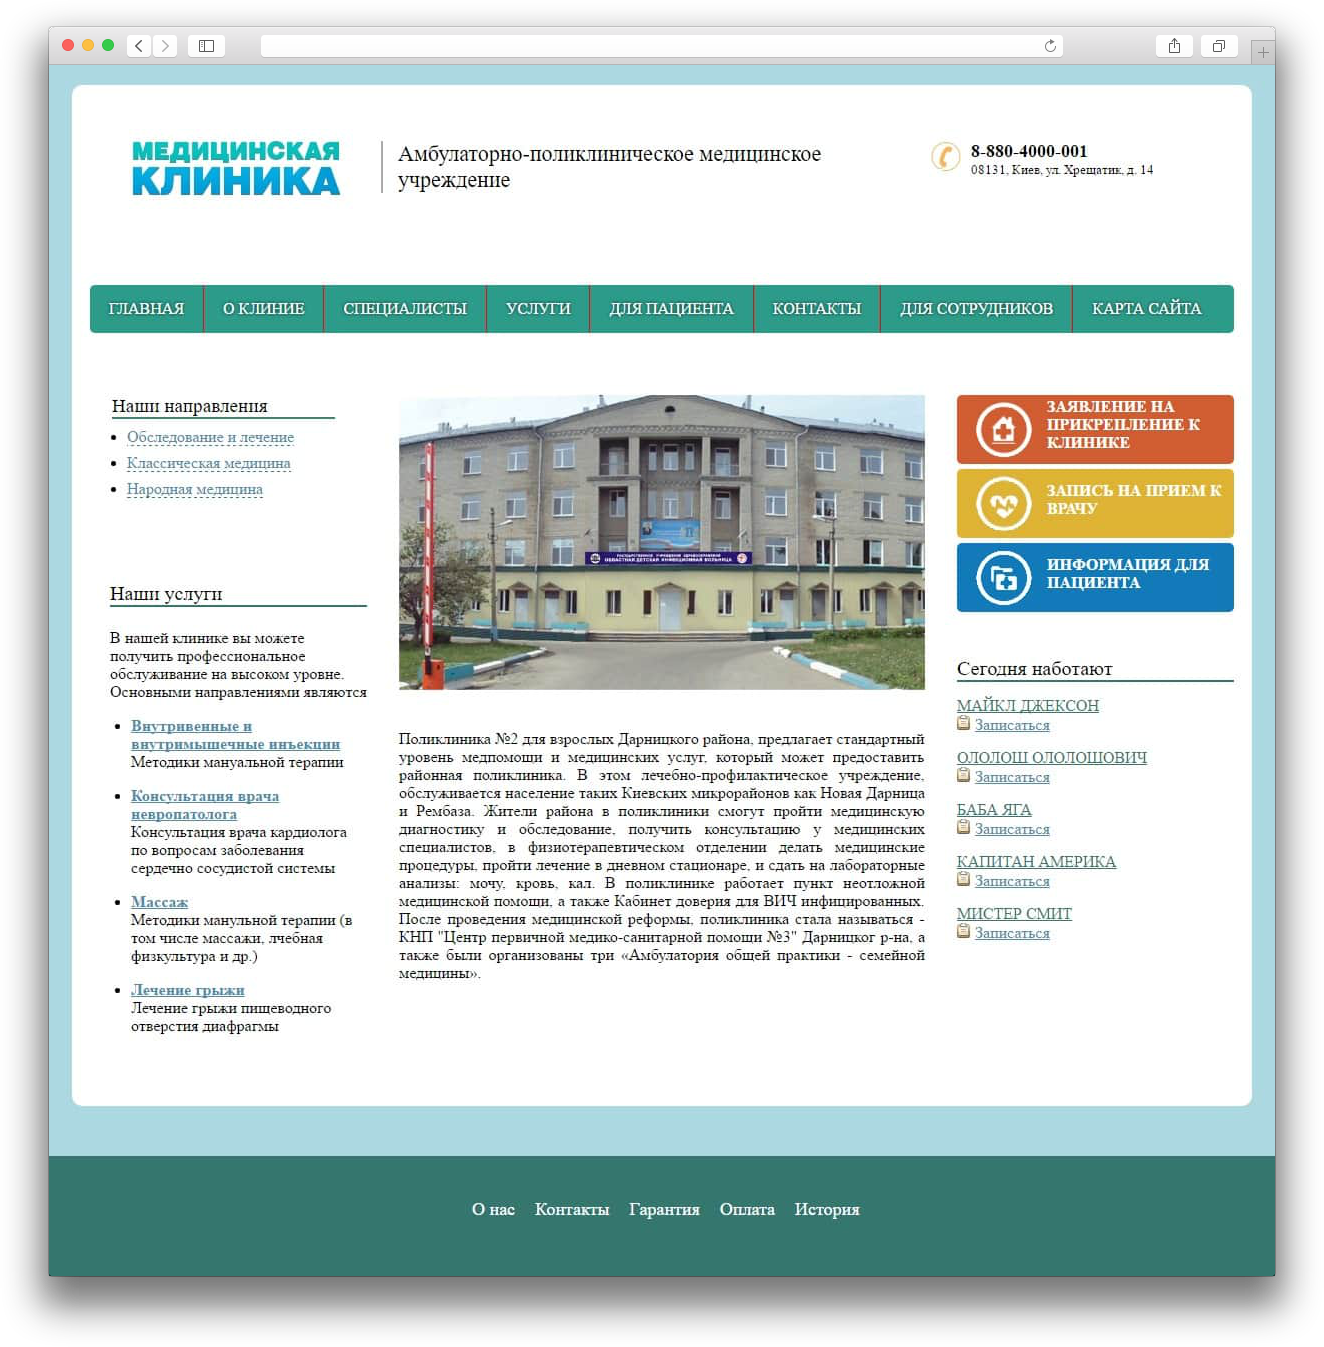 МЕДИЦИНСКАЯ
КЛИНИКА
Амбулаторно-поликлиническое медицинское
учреждение
8-880-4000-001
08131, Киев, ул. Хрещатик, д. 14
ГЛАВНАЯ
О КЛИНИЕ
СПЕЦИАЛИСТЫ
УСЛУГИ
ДЛЯ ПАЦИЕНТА
КОНТАКТЫ
ДЛЯ СОТРУДНИКОВ
КАРТА САЙТА
Наши направления
Обследование и лечение
Классическая медицина
Народная медицина
Наши услуги
В нашей клинике вы можете
получить профессиональное
обслуживание на высоком уровне.
Основными направлениями являются
Внутривенные и
внутримышечные инъекции
Методики мануальной терапии
Консультация врача
невропатолога
Консультация врача кардиолога
по вопросам заболевания
сердечно сосудистой системы
Массаж
Методики манульной терапии (в
том числе массажи, лчебная
физкультура и др.)
Лечение грыжи
Лечение грыжи пищеводного
отверстия диафрагмы
ГОСУДАРСТВЕННОЕ УЧРЕЖДЕНИЕ ЗДРАВООХРАНЕНИЯ
ОБЛАСТНАЯ ДЕТСКАЯ ИНФЕКЦИОННАЯ БОЛЬНИЦА
Поликлиника №2 для взрослых Дарницкого района, предлагает стандартный
уровень медпомощи и медицинских услуг, который может предоставить
районная поликлиника. В этом лечебно-профилактическое учреждение,
обслуживается население таких Киевских микрорайонов как Новая Дарница
и Рембаза. Жители района в поликлиники смогут пройти медицинскую
диагностику и обследование, получить консультацию у медицинских
специалистов, в физиотерапевтическом отделении делать медицинские
процедуры, пройти лечение в дневном стационаре, и сдать на лабораторные
анализы: мочу, кровь, кал. В поликлинике работает пункт неотложной
медицинской помощи, а также Кабинет доверия для ВИЧ инфицированных.
После проведения медицинской реформы, поликлиника стала называться -
КНП "Центр первичной медико-санитарной помощи №3" Дарницког р-на, а
также были организованы три «Амбулатория общей практики - семейной
медицины».
ЗАЯВЛЕНИЕ НА
ПРИКРЕПЛЕНИЕ К
КЛИНИКЕ
ЗАПИСЬ НА ПРИЕМ К
ВРАЧУ
ИНФОРМАЦИЯ ДЛЯ
ПАЦИЕНТА
Сегодня наботают
МАЙКЛ ДЖЕКСОН
Записаться
ОЛОЛОШ ОЛОЛОШОВИЧ
Записаться
БАБА ЯГА
Записаться
КАПИТАН АМЕРИКА
Записаться
МИСТЕР СМИТ
Записаться
О нас
Контакты
Гарантия
Оплата
История